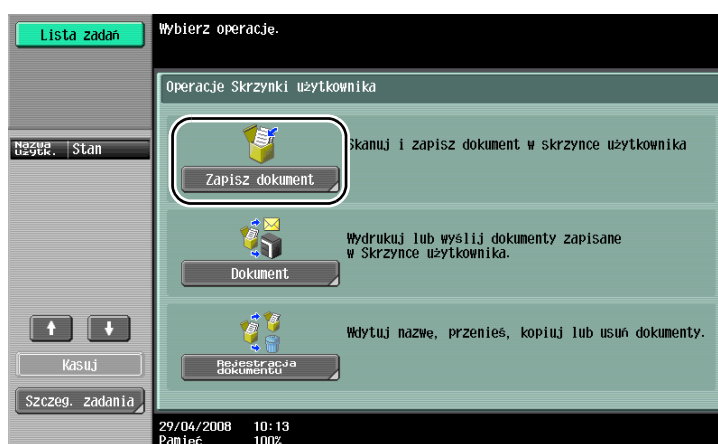 Lista zadań
Wybierz operację.
Operacje Skrzynki użytkownika
Nazwa
użytk.
Stan
Skanuj i zapisz dokument w skrzynce użytkownika
Zapisz dokument
Wydrukuj lub wyślij dokumenty zapisane
w Skrzynce użytkownika.
Dokument
Wdytuj nazwę, przenieś, kopiuj lub usuń dokumenty.
Rejestracja
dokumentu
Kasuj
Szczeg. zadania
29/04/2008 10:13
Pamięć 100%